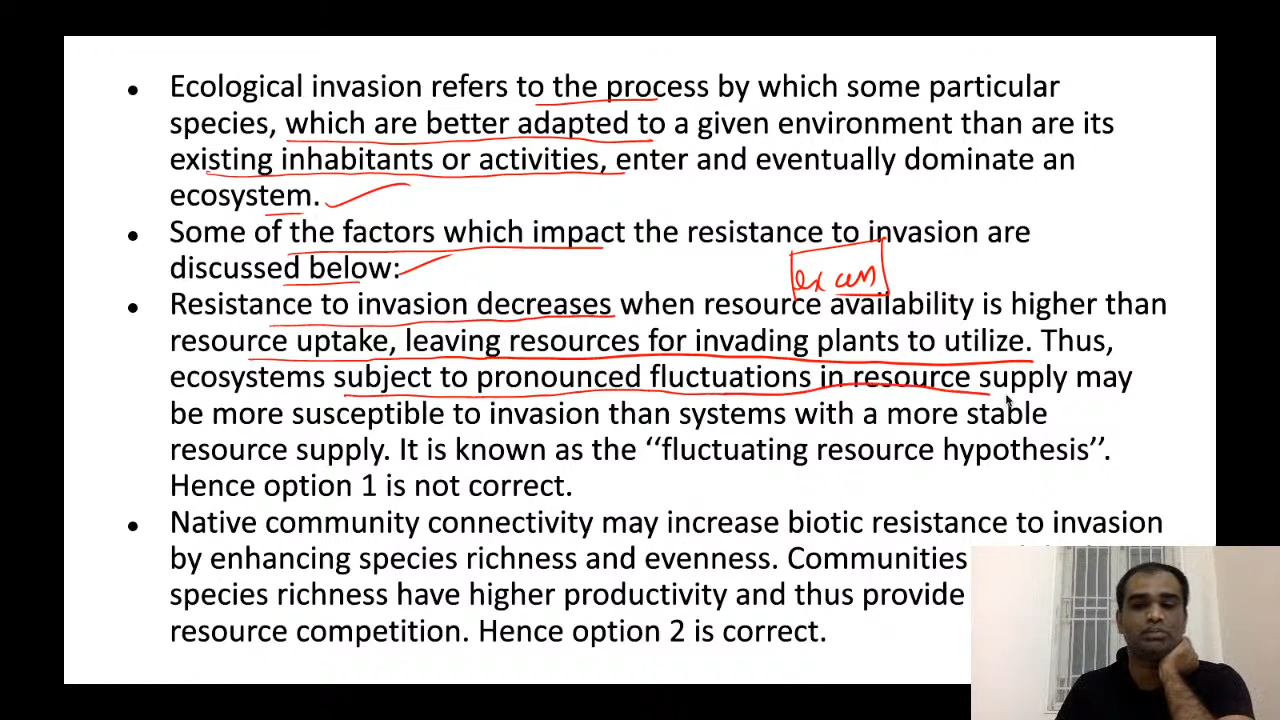 • Ecological invasion refers to the process by which some particular
species, which are better adapted to a given environment than are its
existing inhabitants or activities, enter and eventually dominate an
ecosystem.
• Some of the factors which impact the resistance to invasion are
discussed below:
• Resistance to invasion decreases when resource availability is higher than
resource uptake, leaving resources for invading plants to utilize. Thus,
ecosystems subject to pronounced fluctuations in resource supply may
be more susceptible to invasion than systems with a more stable
resource supply. It is known as the ‘‘fluctuating resource hypothesis’’.
Hence option 1 is not correct.
• Native community connectivity may increase biotic resistance to invasion
by enhancing species richness and evenness. Communities
species richness have higher productivity and thus provide
resource competition. Hence option 2 is correct.